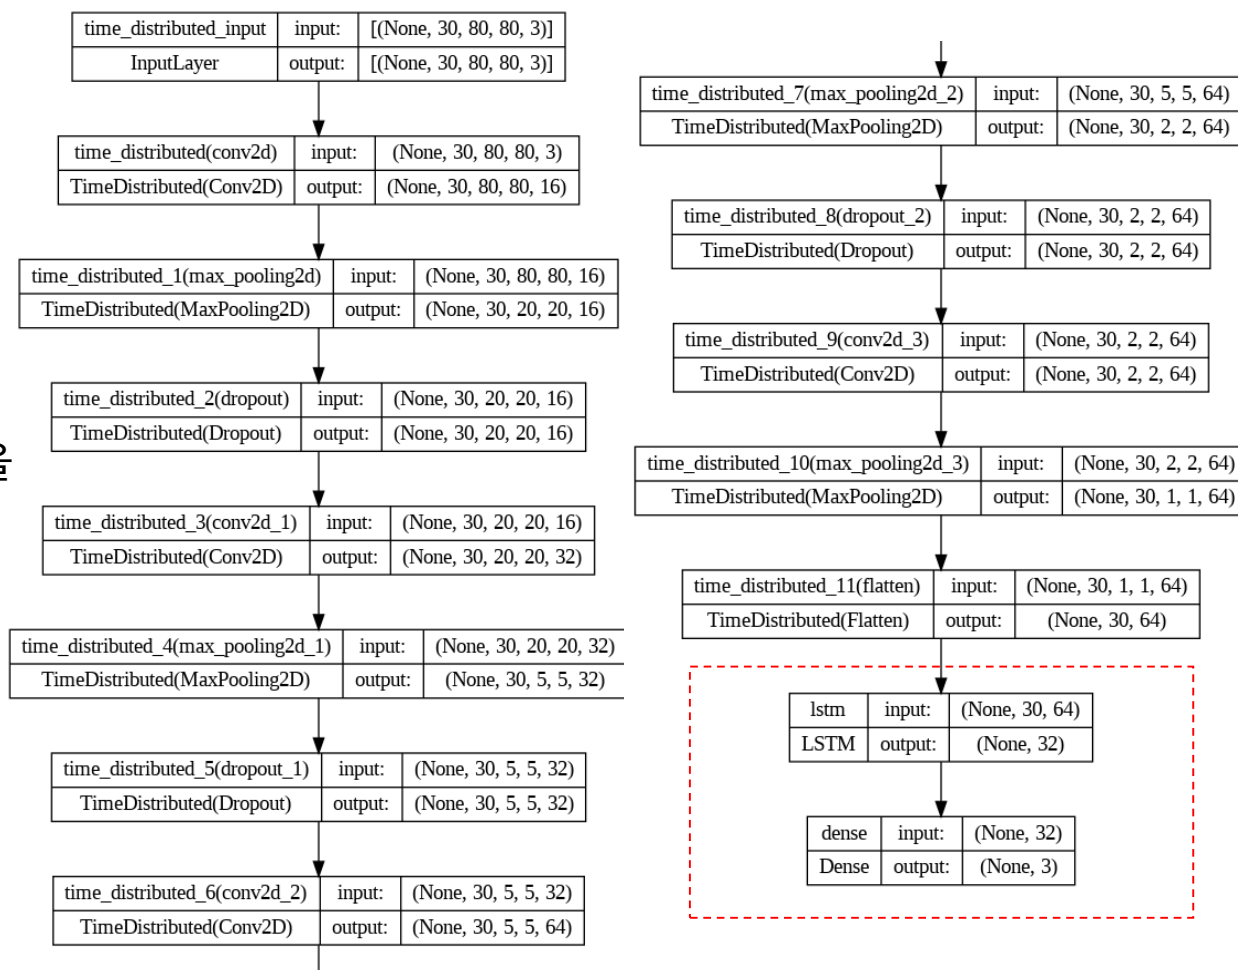 time_distributed_input input: [(None, 30, 80, 80, 3)]
InputLayer output: [(None, 30, 80, 80, 3)]
time_distributed(conv2d) input: (None, 30, 80, 80, 3)
TimeDistributed(Conv2D) output: (None, 30, 80, 80, 16)
time_distributed_1(max_pooling2d) input: (None, 30, 80, 80, 16)
TimeDistributed(MaxPooling2D) output: (None, 30, 20, 20, 16)
time_distributed_2(dropout) input: (None, 30, 20, 20, 16)
TimeDistributed(Dropout) output: (None, 30, 20, 20, 16)
time_distributed_3(conv2d_1) input: (None, 30, 20, 20, 16)
TimeDistributed(Conv2D) output: (None, 30, 20, 20, 32)
time_distributed_4(max_pooling2d_1) input: (None, 30, 20, 20, 32)
TimeDistributed(MaxPooling2D) output: (None, 30, 5, 5, 32)
time_distributed_5(dropout_1) input: (None, 30, 5, 5, 32)
TimeDistributed(Dropout) output: (None, 30, 5, 5, 32)
time_distributed_6(conv2d_2) input: (None, 30, 5, 5, 32)
TimeDistributed(Conv2D) output: (None, 30, 5, 5, 64)
time_distributed_7(max_pooling2d_2) input: (None, 30, 5, 5, 64)
TimeDistributed(MaxPooling2D) output: (None, 30, 2, 2, 64)
time_distributed_8(dropout_2) input: (None, 30, 2, 2, 64)
TimeDistributed(Dropout) output: (None, 30, 2, 2, 64)
time_distributed_9(conv2d_3) input: (None, 30, 2, 2, 64)
TimeDistributed(Conv2D) output: (None, 30, 2, 2, 64)
time_distributed_10(max_pooling2d_3) input: (None, 30, 2, 2, 64)
TimeDistributed(MaxPooling2D) output: (None, 30, 1, 1, 64)
time_distributed_11(flatten) input: (None, 30, 1, 1, 64)
TimeDistributed(Flatten) output: (None, 30, 64)
lstm input: (None, 30, 64)
LSTM output: (None, 32)
dense input: (None, 32)
Dense output: (None, 3)